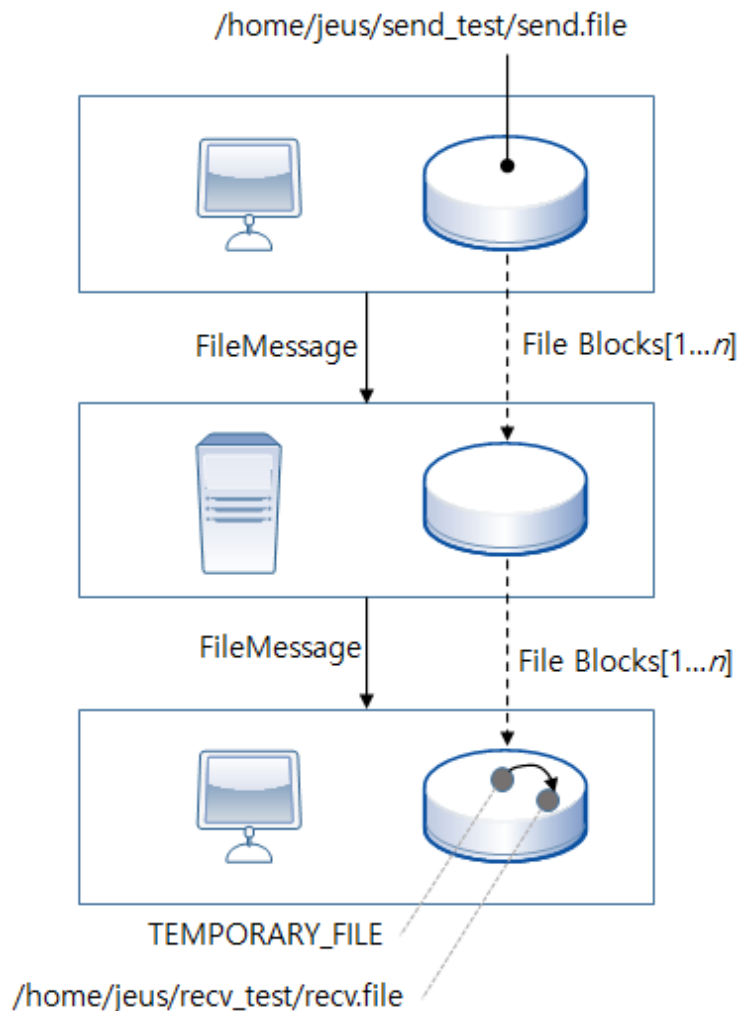 /home/jeus/send_test/send.file
FileMessage
File Blocks[1...n]
FileMessage
File Blocks[1...n]
TEMPORARY_FILE
/home/jeus/recv_test/recv.file